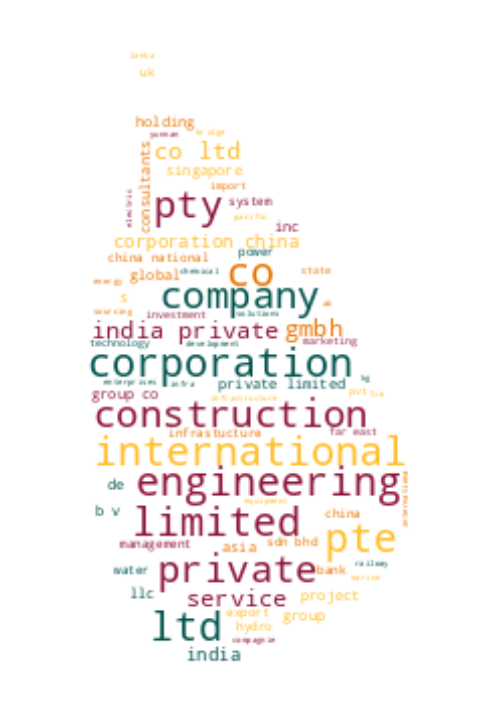 lanka
uk
holding
yunnan bridge
co ltd
consultants
singapore
import
electric
pty system
pacific
inc
corporation china
power
china national
global chemical co state
energy
company
s
sourcing investment solutions
india private gmbh
technology development marketing
corporation
enterprises infra private limited
group co pvt
infrastructure
construction
infrastucture far east
international
de engineering
equipment
b v limited china
pte
management asia sdn bhd
water private bank railway
marine
llc service project
export group
ltd hydro
compagnie
india